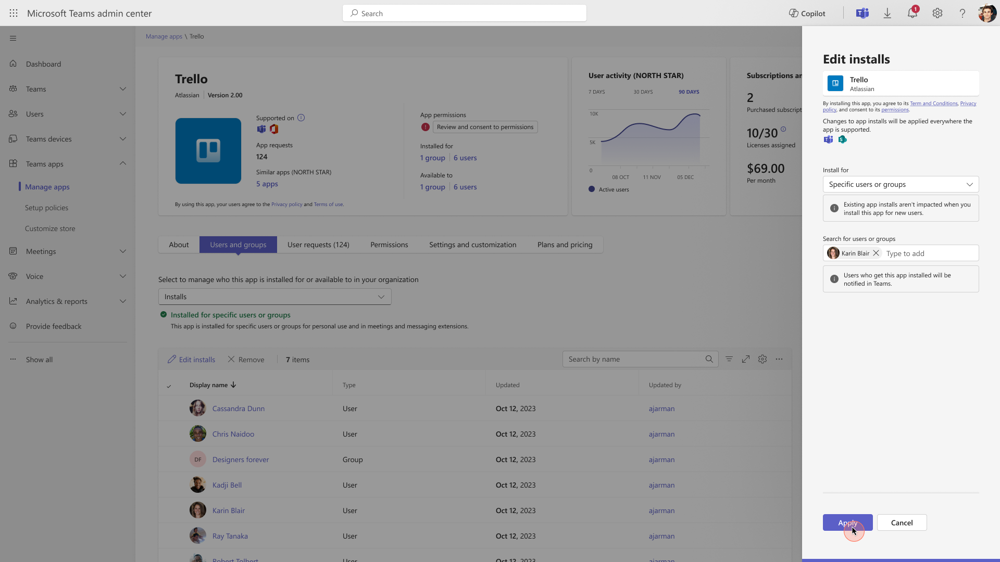 Microsoft Teams admin center
Search
Copilot
1
Dashboard
Teams
Users
Teams devices
Teams apps
Manage apps
Setup policies
Customize store
Meetings
Voice
Analytics & reports
Provide feedback
Show all
Manage apps \ Trello
Trello
Atlassian
Version 2.00
Supported on
App requests
124
Similar apps (NORTH STAR)
5 apps
App permissions
Review and consent to permissions
Installed for
1 group
6 users
Available to
1 group
6 users
By using this app, your users agree to the Privacy policy and Terms of use.
User activity (NORTH STAR)
7 DAYS
30 DAYS
90 DAYS
10K
5K
0
08 OCT
11 NOV
05 DEC
Active users
Subscriptions an
2
Purchased subscript
10/30
Licenses assigned
$69.00
Per month
About
Users and groups
User requests (124)
Permissions
Settings and customization
Plans and pricing
Select to manage who this app is installed for or available to in your organization
Installs
Installed for specific users or groups
This app is installed for specific users or groups for personal use and in meetings and messaging extensions.
Edit installs
Remove
7 items
Search by name
Display name
Type
Updated
Updated by
Cassandra Dunn
User
Oct 12, 2023
ajarman
Chris Naidoo
User
Oct 12, 2023
ajarman
DF
Designers forever
Group
Oct 12, 2023
ajarman
Kadji Bell
User
Oct 12, 2023
ajarman
Karin Blair
User
Oct 12, 2023
ajarman
Ray Tanaka
User
Oct 12, 2023
ajarman
Robert Tolbert
User
Oct 12, 2023
ajarman
Edit installs
Trello
Atlassian
By installing this app, you agree to its Term and Conditions, Privacy
policy, and consent to its permissions.
Changes to app installs will be applied everywhere the
app is supported.
Install for
Specific users or groups
Existing app installs aren't impacted when you
install this app for new users.
Search for users or groups
Karin Blair
Type to add
Users who get this app installed will be
notified in Teams.
Apply
Cancel